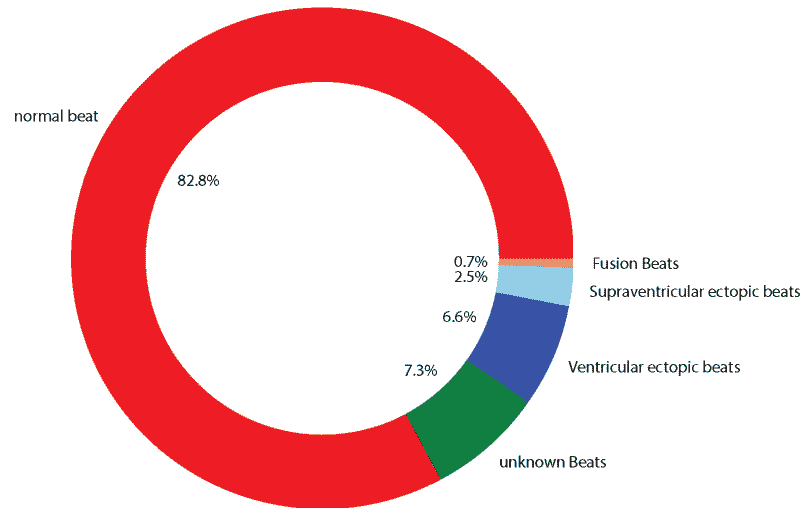 normal beat
82.8%
0.7%
Fusion Beats
2.5%
Supraventricular ectopic beats
6.6%
Ventricular ectopic beats
7.3%
unknown Beats